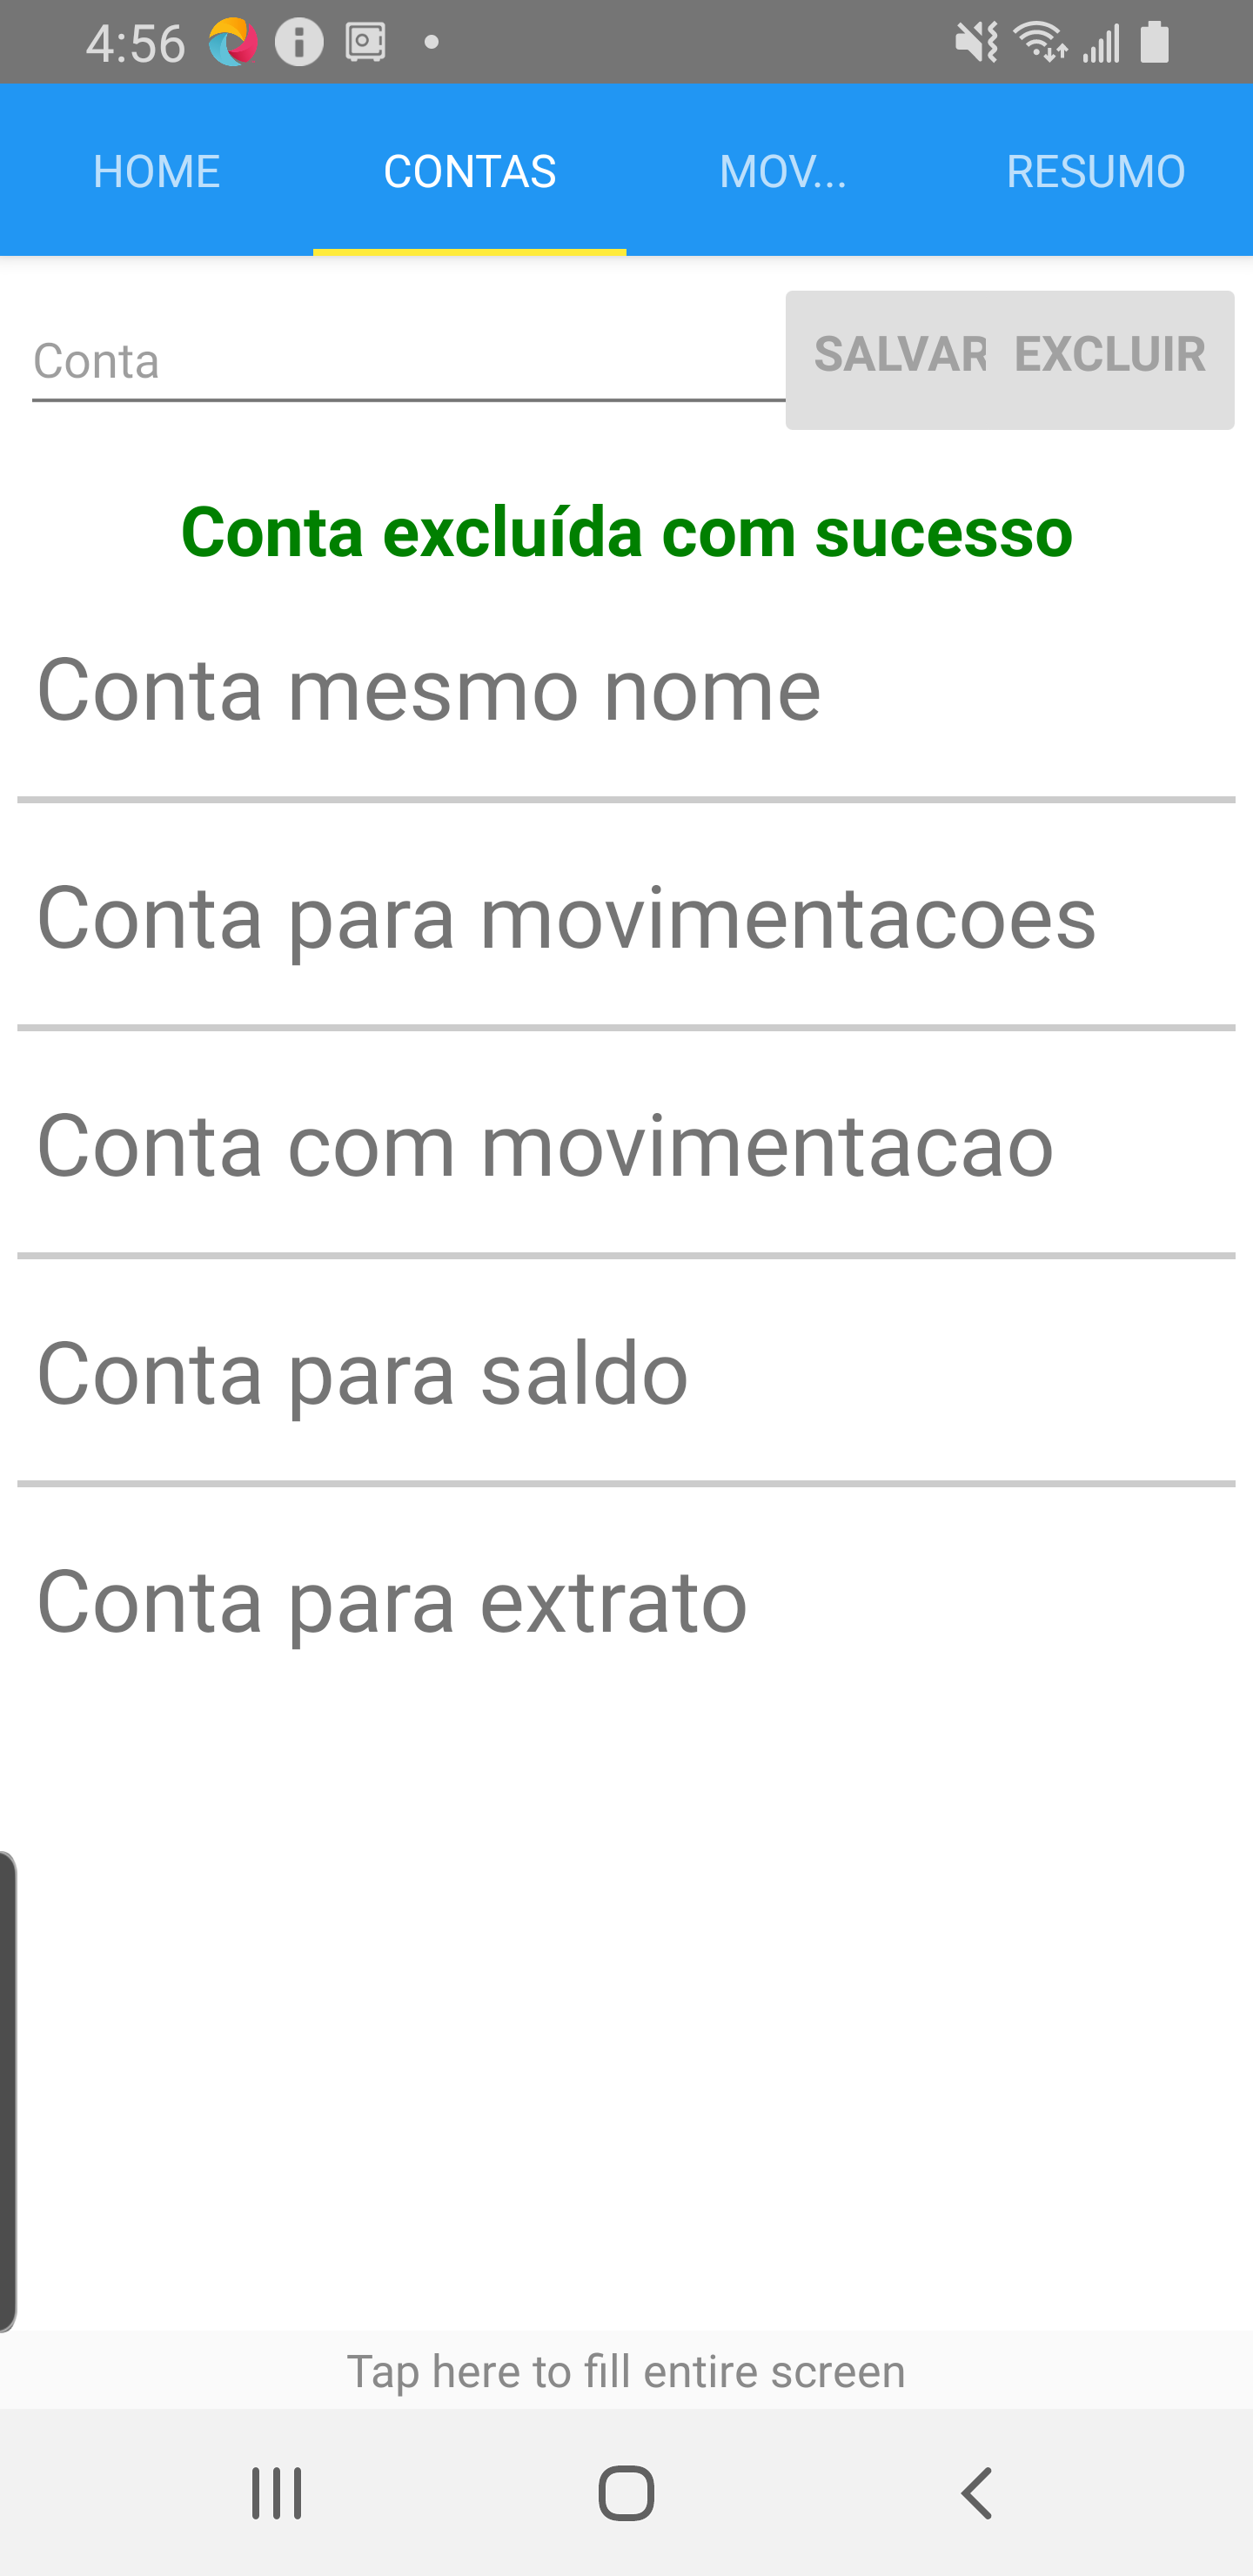 4:56
HOME CONTAS MOV... RESUMO
Conta SALVAR EXCLUIR
Conta excluída com sucesso
Conta mesmo nome
Conta para movimentacoes
Conta com movimentacao
Conta para saldo
Conta para extrato
Tap here to fill entire screen